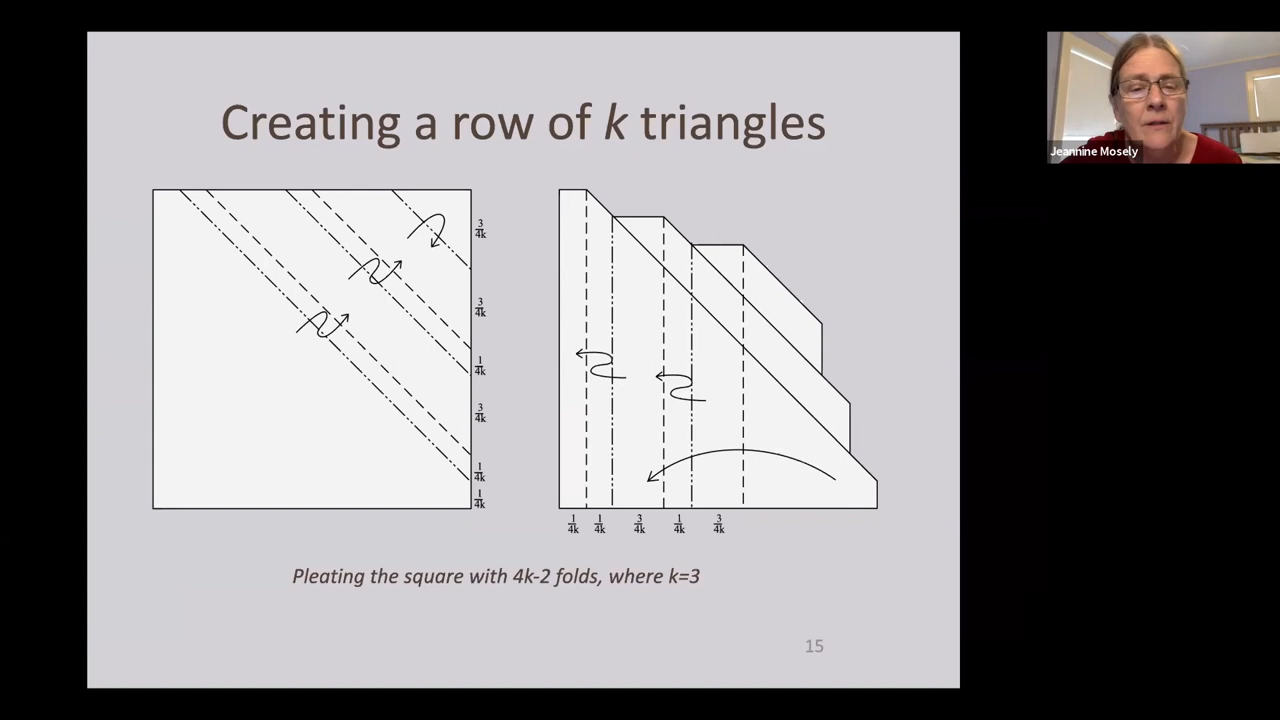 Creating a row of k triangles
Jeannine Mosely
3/4k
3/4k
1/4k
3/4k
1/4k
1/4k
1/4k 1/4k 3/4k 1/4k 3/4k
Pleating the square with 4k-2 folds, where k=3
15